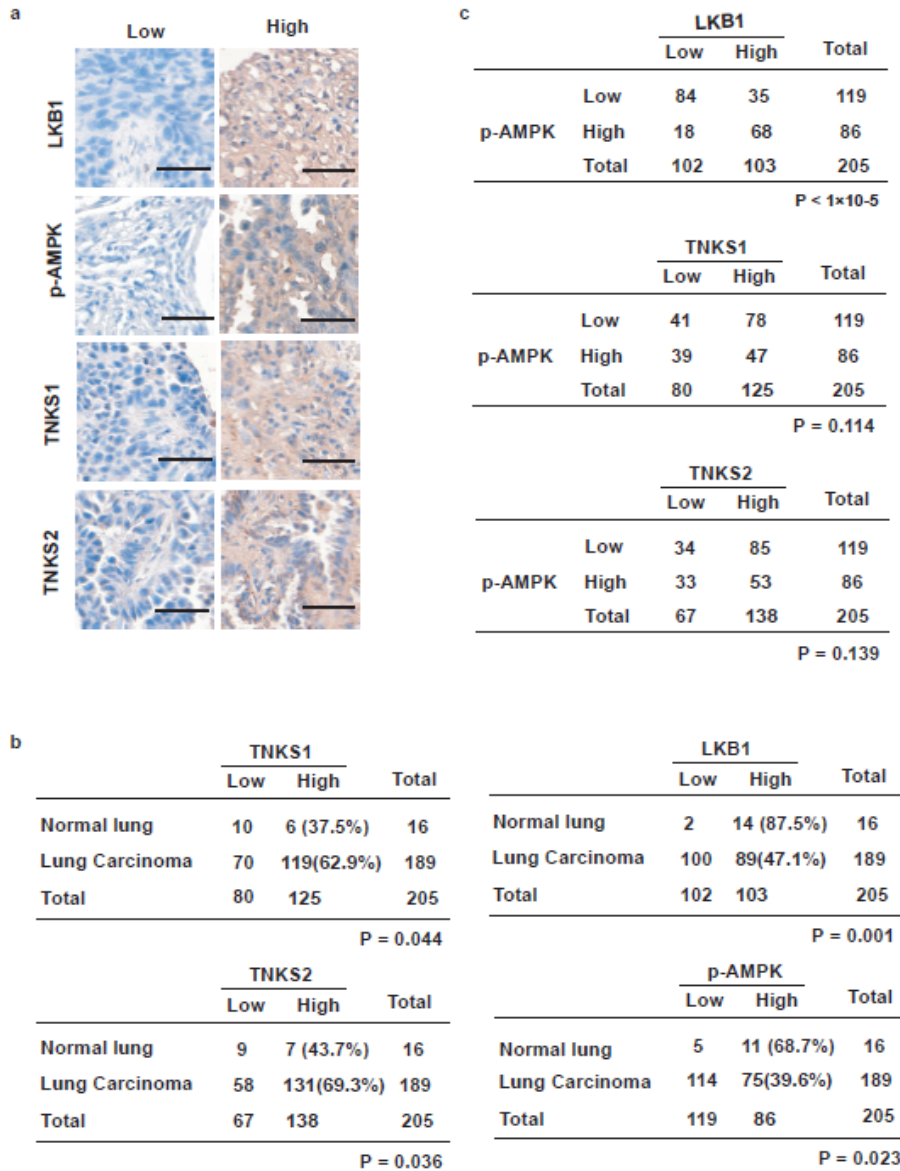 a
Low High
LKB1
p-AMPK
TNKS1
TNKS2
c
LKB1
Low High Total
Low 84 35 119
p-AMPK High 18 68 86
Total 102 103 205
P < 1×10-5
TNKS1
Low High Total
Low 41 78 119
p-AMPK High 39 47 86
Total 80 125 205
P = 0.114
TNKS2
Low High Total
Low 34 85 119
p-AMPK High 33 53 86
Total 67 138 205
P = 0.139
b
TNKS1
Low High Total
Normal lung 10 6 (37.5%) 16
Lung Carcinoma 70 119(62.9%) 189
Total 80 125 205
P = 0.044
TNKS2
Low High Total
Normal lung 9 7 (43.7%) 16
Lung Carcinoma 58 131(69.3%) 189
Total 67 138 205
P = 0.036
LKB1
Low High Total
Normal lung 2 14 (87.5%) 16
Lung Carcinoma 100 89(47.1%) 189
Total 102 103 205
P = 0.001
p-AMPK
Low High Total
Normal lung 5 11 (68.7%) 16
Lung Carcinoma 114 75(39.6%) 189
Total 119 86 205
P = 0.023